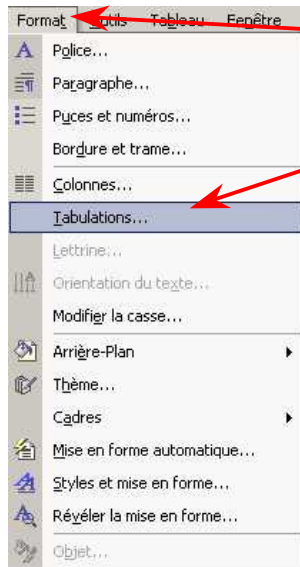 Format Outils Tableau Fenêtre
Police...
Paragraphe...
Puces et numéros...
Bordure et trame...
Colonnes...
Tabulations...
Lettrine...
Orientation du texte...
Modifier la casse...
Arrière-Plan
Thème...
Cadres
Mise en forme automatique...
Styles et mise en forme...
Révéler la mise en forme...
Objet...